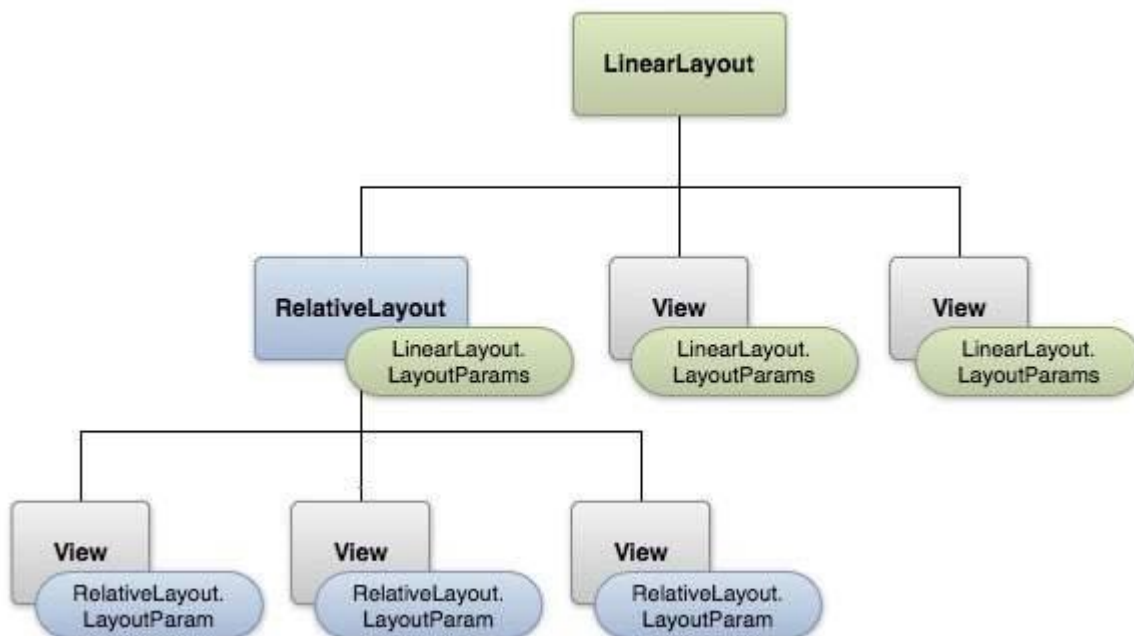 LinearLayout
RelativeLayout
LinearLayout.
LayoutParams
View
LinearLayout.
LayoutParams
View
LinearLayout.
LayoutParams
View
RelativeLayout.
LayoutParam
View
RelativeLayout.
LayoutParam
View
RelativeLayout.
LayoutParam